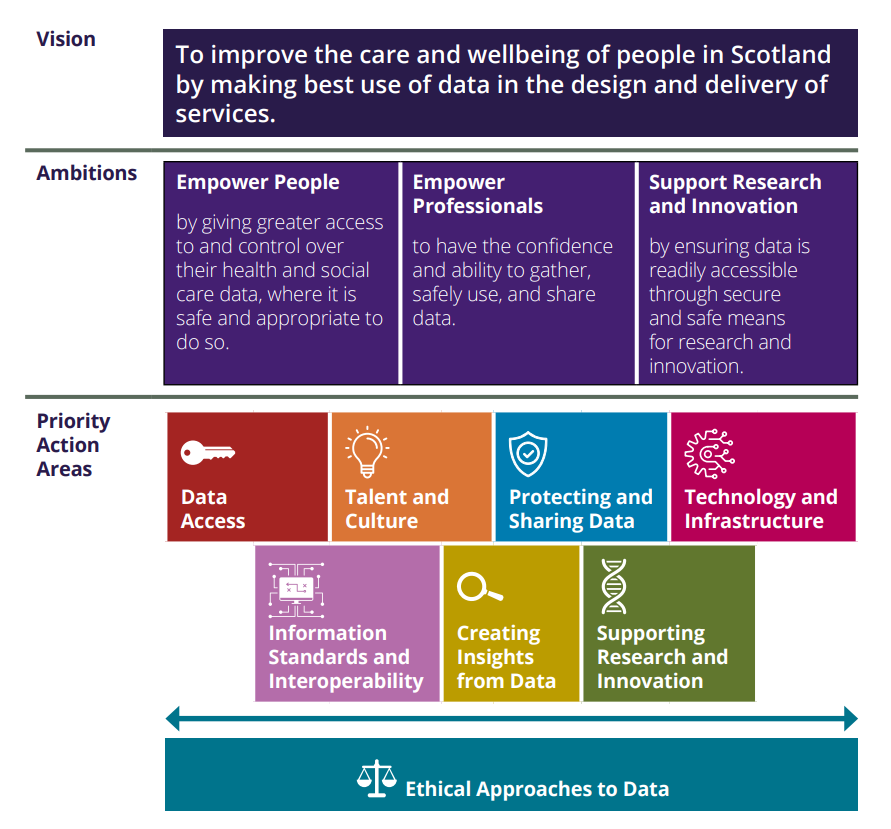 Vision
To improve the care and wellbeing of people in Scotland
by making best use of data in the design and delivery of
services.
Ambitions
Empower People
by giving greater access
to and control over
their health and social
care data, where it is
safe and appropriate to
do so.
Empower
Professionals
to have the confidence
and ability to gather,
safely use, and share
data.
Support Research
and Innovation
by ensuring data is
readily accessible
through secure
and safe means
for research and
innovation.
Priority
Action
Areas
Data
Access
Talent and
Culture
Protecting and
Sharing Data
Technology and
Infrastructure
Information
Standards and
Interoperability
Creating
Insights
from Data
Supporting
Research and
Innovation
Ethical Approaches to Data